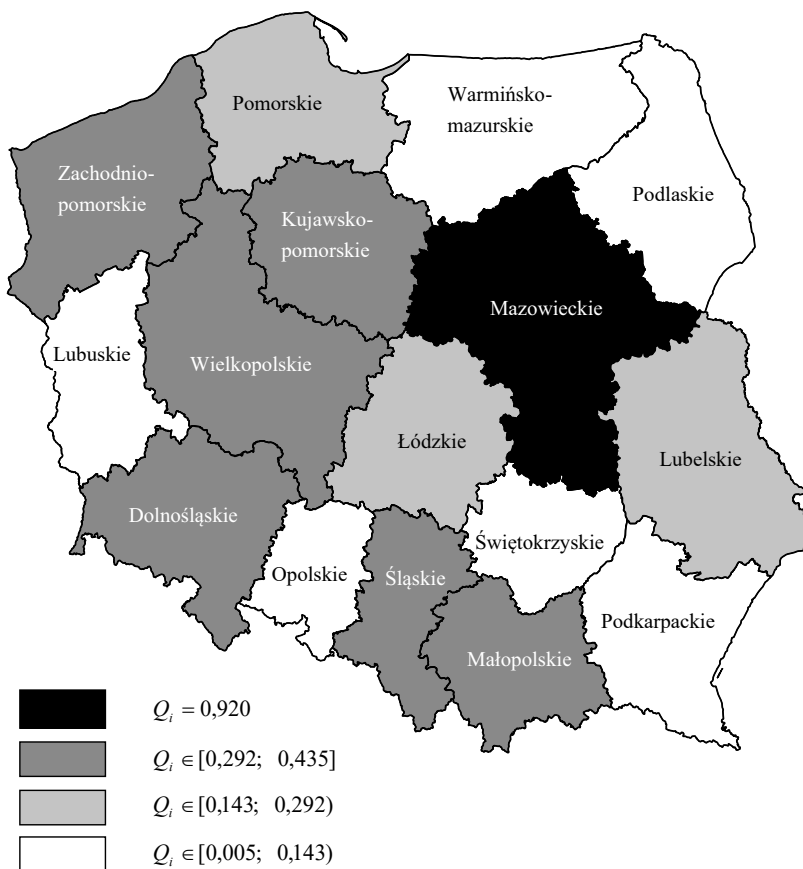 Pomorskie
Warmińsko-
mazurskie
Zachodnio-
pomorskie
Podlaskie
Kujawsko-
pomorskie
Mazowieckie
Lubuskie
Wielkopolskie
Łódzkie
Lubelskie
Dolnośląskie
Świętokrzyskie
Opolskie
Śląskie
Podkarpackie
Małopolskie
Q_i = 0,920
Q_i ∈ [0,292; 0,435]
Q_i ∈ [0,143; 0,292)
Q_i ∈ [0,005; 0,143)